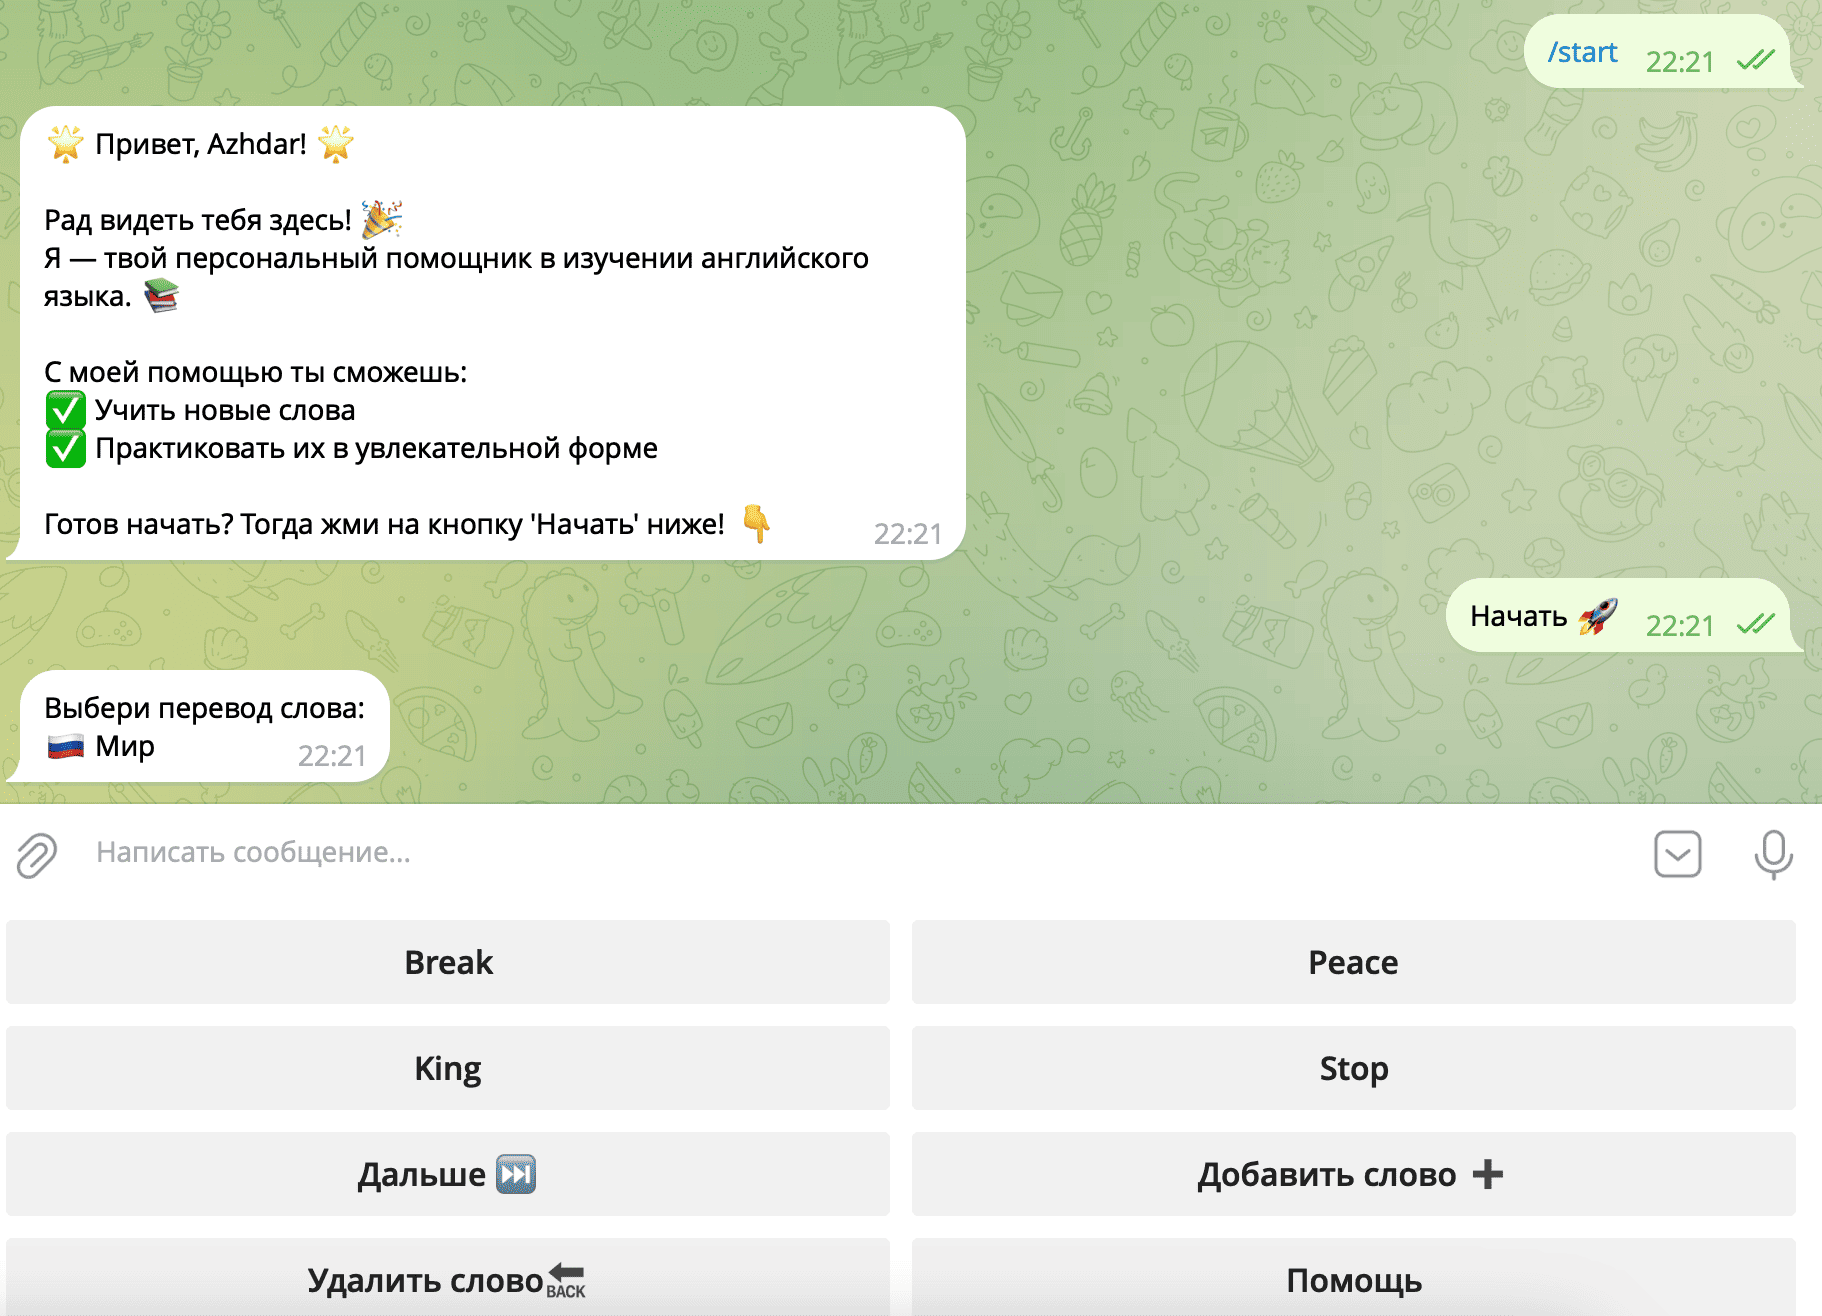 /start 22:21
🌟 Привет, Azhdar! 🌟
Рад видеть тебя здесь! 🎉
Я — твой персональный помощник в изучении английского
языка. 📚
С моей помощью ты сможешь:
✅ Учить новые слова
✅ Практиковать их в увлекательной форме
Готов начать? Тогда жми на кнопку 'Начать' ниже! 👇 22:21
Начать 🚀 22:21
Выбери перевод слова:
🇷🇺 Мир 22:21
Написать сообщение...
Break
Peace
King
Stop
Дальше ⏭
Добавить слово ➕
Удалить слово🔙
Помощь